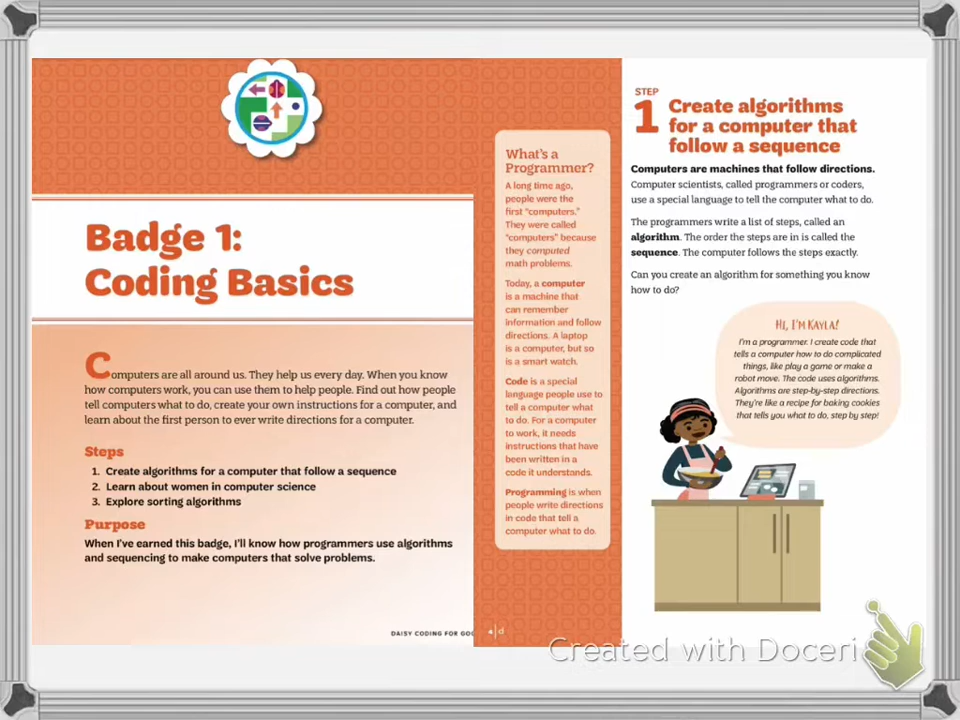 Badge 1:
Coding Basics
Computers are all around us. They help us every day. When you know
how computers work, you can use them to help people. Find out how people
tell computers what to do, create your own instructions for a computer, and
learn about the first person to ever write directions for a computer.
Steps
1. Create algorithms for a computer that follow a sequence
2. Learn about women in computer science
3. Explore sorting algorithms
Purpose
When I've earned this badge, I'll know how programmers use algorithms
and sequencing to make computers that solve problems.
DAISY CODING FOR GO
What's a
Programmer?
A long time ago,
people were the
first "computers."
They were called
"computers" because
they computed
math problems.
Today, a computer
is a machine that
can remember
information and follow
directions. A laptop
is a computer, but so
is a smart watch.
Code is a special
language people use to
tell a computer what
to do. For a computer
to work, it needs
instructions that have
been written in a
code it understands.
Programming is when
people write directions
in code that tell a
computer what to do.
STEP
1 Create algorithms
for a computer that
follow a sequence
Computers are machines that follow directions.
Computer scientists, called programmers or coders,
use a special language to tell the computer what to do.
The programmers write a list of steps, called an
algorithm. The order the steps are in is called the
sequence. The computer follows the steps exactly.
Can you create an algorithm for something you know
how to do?
HI, I'M KAYLA!
I'm a programmer. I create code that
tells a computer how to do complicated
things, like play a game or make a
robot move. The code uses algorithms.
Algorithms are step-by-step directions.
They're like a recipe for baking cookies
that tells you what to do, step by step!
Created with Doceri